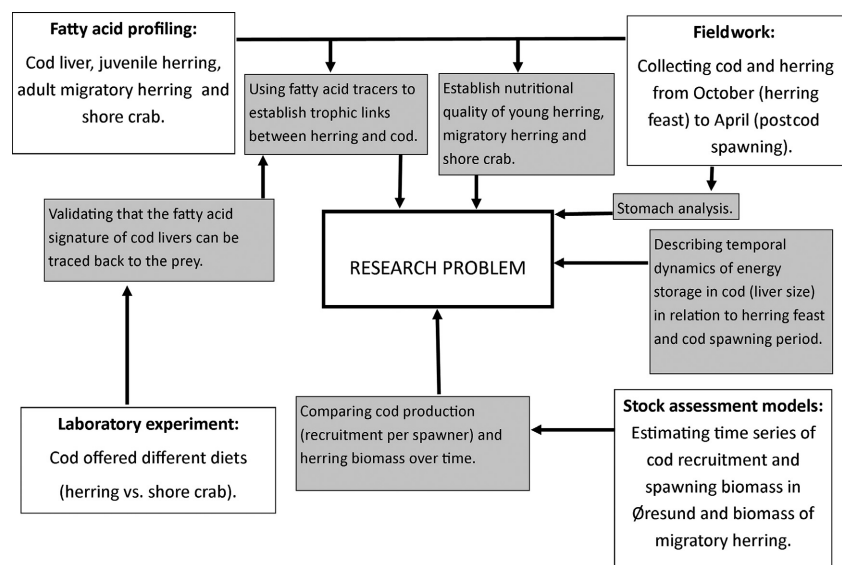 Fatty acid profiling:
Cod liver, juvenile herring,
adult migratory herring and
shore crab.
Using fatty acid tracers to
establish trophic links
between herring and cod.
Establish nutritional
quality of young herring,
migratory herring and
shore crab.
Fieldwork:
Collecting cod and herring
from October (herring
feast) to April (postcod
spawning).
Validating that the fatty acid
signature of cod livers can be
traced back to the prey.
RESEARCH PROBLEM
Stomach analysis.
Describing temporal
dynamics of energy
storage in cod (liver size)
in relation to herring feast
and cod spawning period.
Laboratory experiment:
Cod offered different diets
(herring vs. shore crab).
Comparing cod production
(recruitment per spawner) and
herring biomass over time.
Stock assessment models:
Estimating time series of
cod recruitment and
spawning biomass in
Øresund and biomass of
migratory herring.